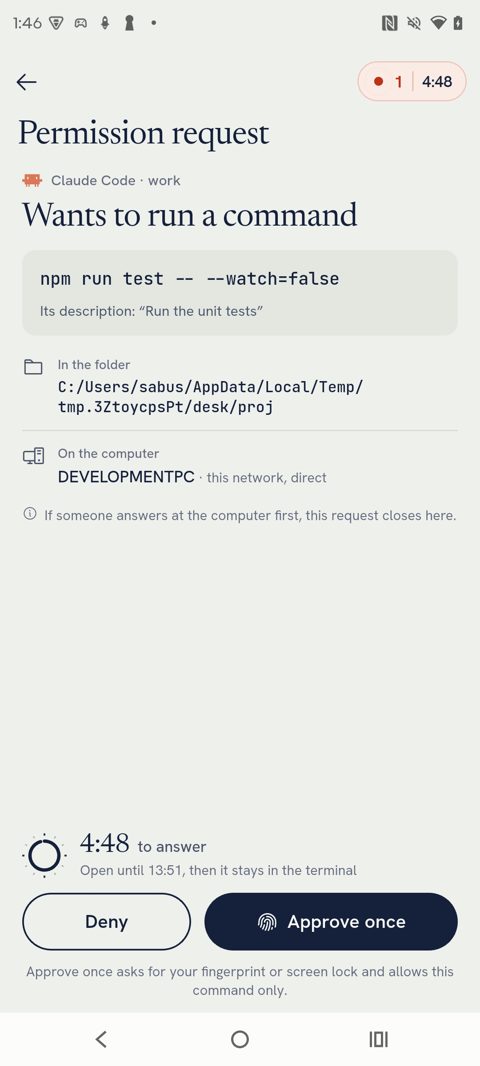 1:46
1 4:48
Permission request
Claude Code · work
Wants to run a command
npm run test -- --watch=false
Its description: “Run the unit tests”
In the folder
C:/Users/sabus/AppData/Local/Temp/
tmp.3ZtoycpsPt/desk/proj
On the computer
DEVELOPMENTPC · this network, direct
If someone answers at the computer first, this request closes here.
4:48 to answer
Open until 13:51, then it stays in the terminal
Deny
Approve once
Approve once asks for your fingerprint or screen lock and allows this
command only.